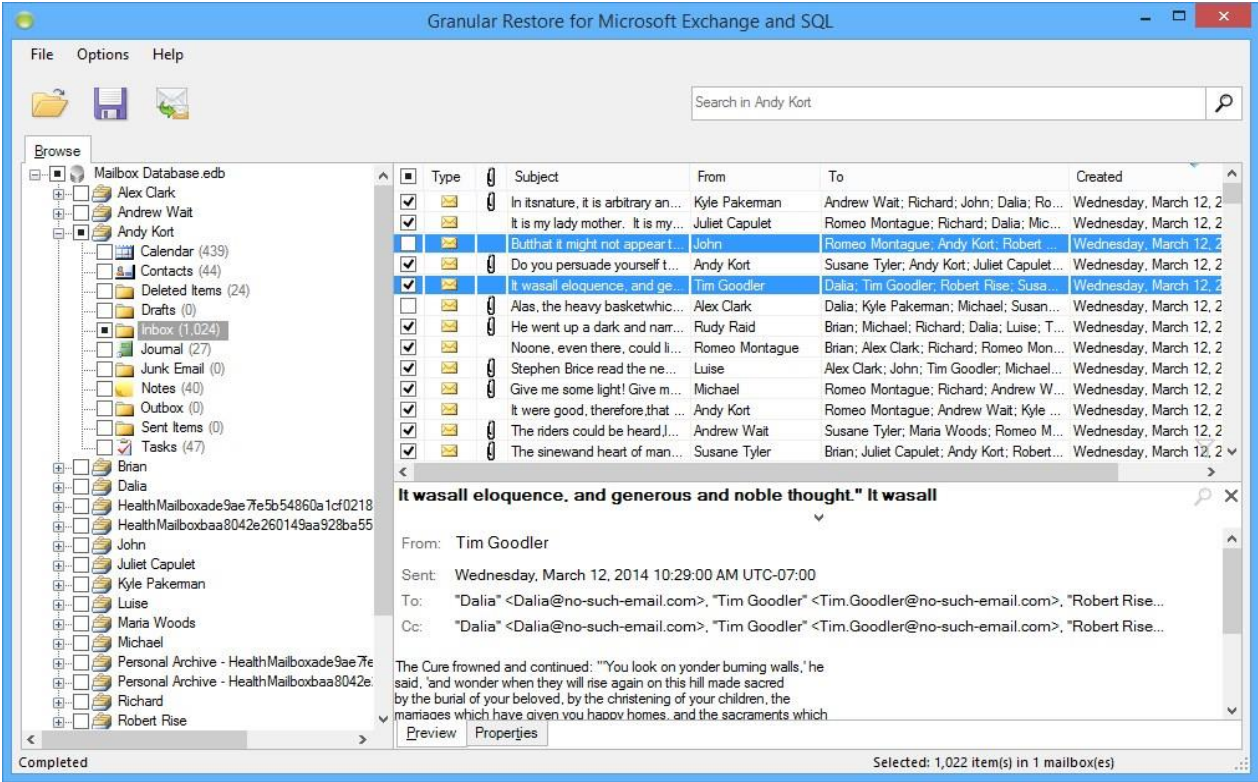 Granular Restore for Microsoft Exchange and SQL
File Options Help
Search in Andy Kort
Browse
Mailbox Database.edb
Alex Clark
Andrew Wait
Andy Kort
Calendar (439)
Contacts (44)
Deleted Items (24)
Drafts (0)
Inbox (1,024)
Journal (27)
Junk Email (0)
Notes (40)
Outbox (0)
Sent Items (0)
Tasks (47)
Brian
Dalia
HealthMailboxade9ae7fe5b54860a1cf0218
HealthMailboxbaa8042e260149aa928ba55
John
Juliet Capulet
Kyle Pakerman
Luise
Maria Woods
Michael
Personal Archive - HealthMailboxade9ae7fe
Personal Archive - HealthMailboxbaa8042e
Richard
Robert Rise
Type Subject From To Created
In itsnature, it is arbitrary an... Kyle Pakerman Andrew Wait; Richard; John; Dalia; Ro... Wednesday, March 12, 2
It is my lady mother. It is my... Juliet Capulet Romeo Montague; Richard; Dalia; Mic... Wednesday, March 12, 2
Butthat it might not appear t... John Romeo Montague; Andy Kort; Robert ... Wednesday, March 12, 2
Do you persuade yourself t... Andy Kort Susane Tyler; Andy Kort; Juliet Capulet... Wednesday, March 12, 2
It wasall eloquence, and ge... Tim Goodler Dalia; Tim Goodler; Robert Rise; Susa... Wednesday, March 12, 2
Alas, the heavy basketwhic... Alex Clark Dalia; Kyle Pakerman; Michael; Susan... Wednesday, March 12, 2
He went up a dark and narr... Rudy Raid Brian; Michael; Richard; Dalia; Luise; T... Wednesday, March 12, 2
Noone, even there, could li... Romeo Montague Brian; Alex Clark; Richard; Romeo Mon... Wednesday, March 12, 2
Stephen Brice read the ne... Luise Alex Clark; John; Tim Goodler; Michael... Wednesday, March 12, 2
Give me some light! Give m... Michael Romeo Montague; Richard; Andrew W... Wednesday, March 12, 2
It were good, therefore,that ... Andy Kort Romeo Montague; Andrew Wait; Kyle ... Wednesday, March 12, 2
The riders could be heard,l... Andrew Wait Susane Tyler; Maria Woods; Romeo M... Wednesday, March 12, 2
The sinewand heart of man... Susane Tyler Brian; Juliet Capulet; Andy Kort; Robert... Wednesday, March 12, 2
It wasall eloquence, and generous and noble thought." It wasall
From: Tim Goodler
Sent: Wednesday, March 12, 2014 10:29:00 AM UTC-07:00
To: "Dalia" <Dalia@no-such-email.com>, "Tim Goodler" <Tim.Goodler@no-such-email.com>, "Robert Rise...
Cc: "Dalia" <Dalia@no-such-email.com>, "Tim Goodler" <Tim.Goodler@no-such-email.com>, "Robert Rise...
The Cure frowned and continued: "'You look on yonder burning walls,' he
said, 'and wonder when they will rise again on this hill made sacred
by the burial of your beloved, by the christening of your children, the
marriages which have given you happy homes, and the sacraments which
Preview Properties
Completed Selected: 1,022 item(s) in 1 mailbox(es)